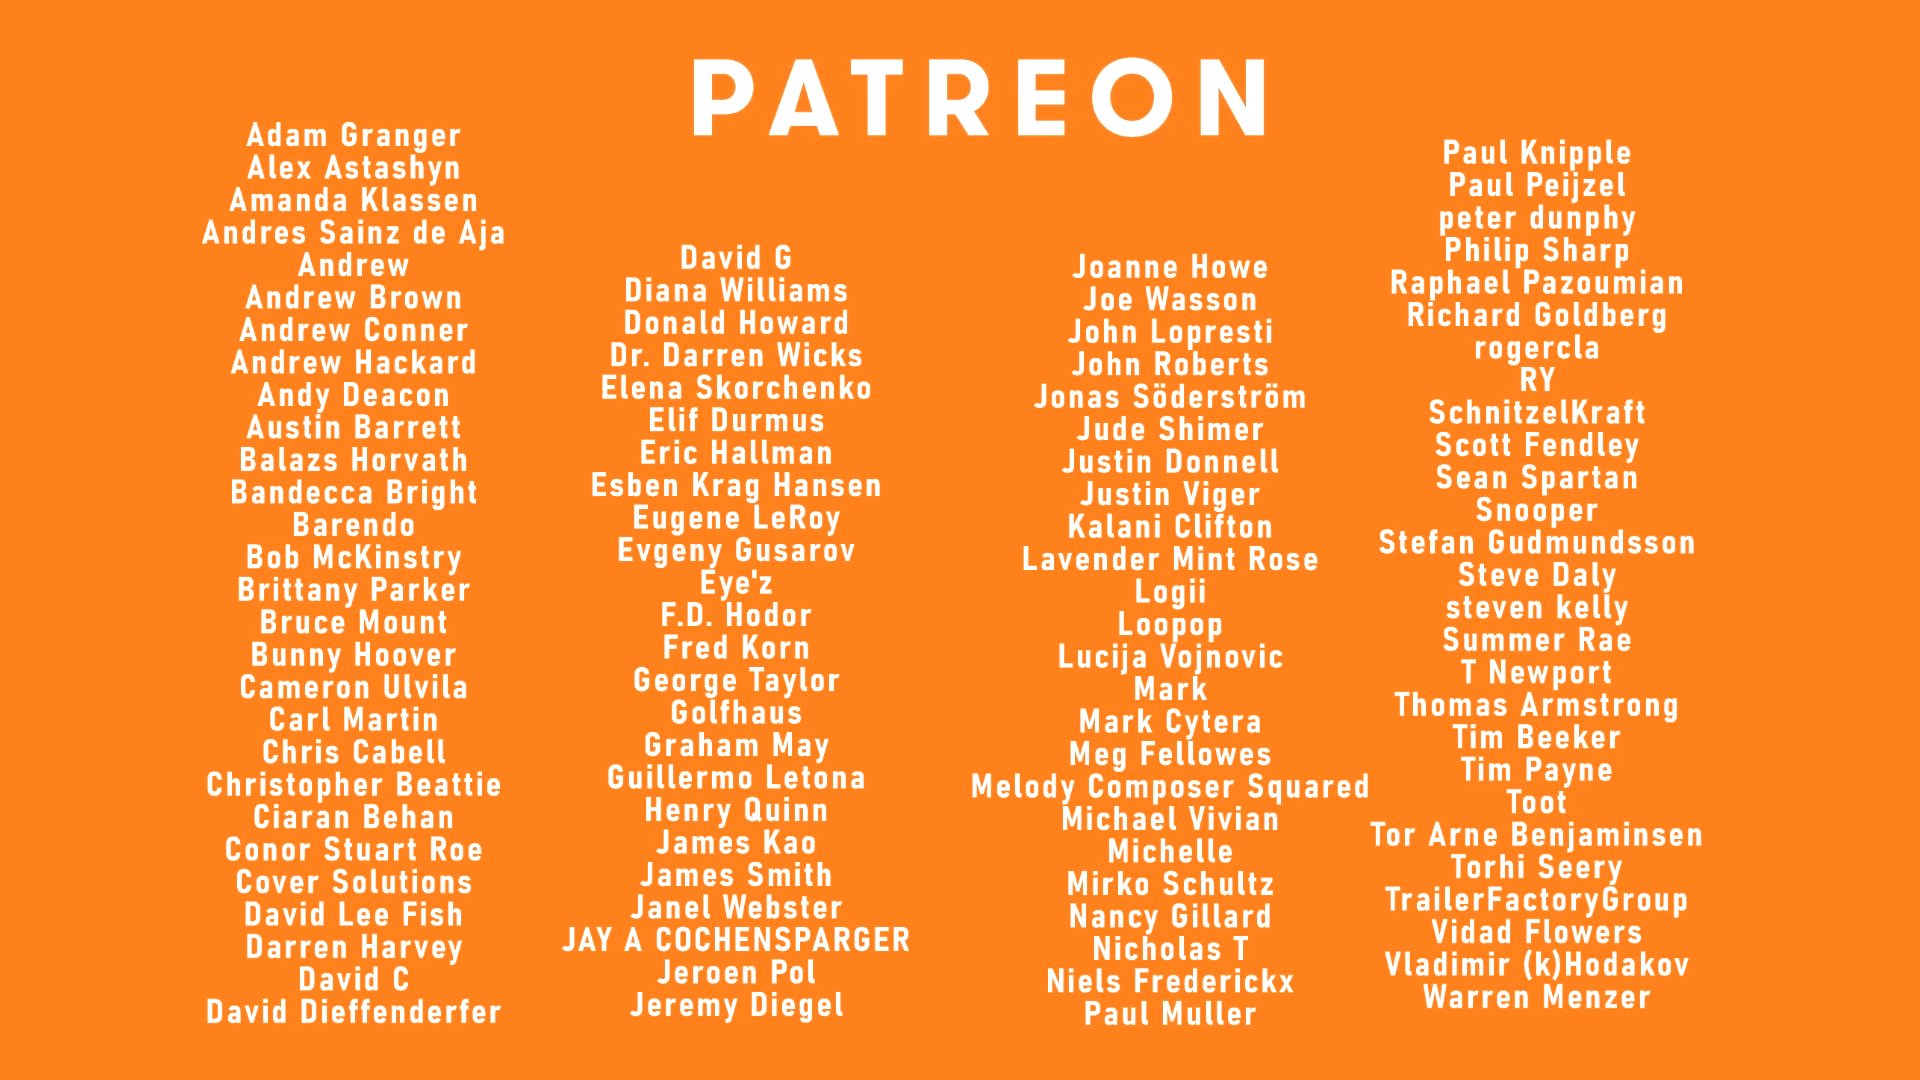 PATREON
Adam Granger
Alex Astashyn
Amanda Klassen
Andres Sainz de Aja
Andrew
Andrew Brown
Andrew Conner
Andrew Hackard
Andy Deacon
Austin Barrett
Balazs Horvath
Bandecca Bright
Barendo
Bob McKinstry
Brittany Parker
Bruce Mount
Bunny Hoover
Cameron Ulvila
Carl Martin
Chris Cabell
Christopher Beattie
Ciaran Behan
Conor Stuart Roe
Cover Solutions
David Lee Fish
Darren Harvey
David C
David Dieffenderfer
David G
Diana Williams
Donald Howard
Dr. Darren Wicks
Elena Skorchenko
Elif Durmus
Eric Hallman
Esben Krag Hansen
Eugene LeRoy
Evgeny Gusarov
Eye'z
F.D. Hodor
Fred Korn
George Taylor
Golfhaus
Graham May
Guillermo Letona
Henry Quinn
James Kao
James Smith
Janel Webster
JAY A COCHENSPARGER
Jeroen Pol
Jeremy Diegel
Joanne Howe
Joe Wasson
John Lopresti
John Roberts
Jonas Söderström
Jude Shimer
Justin Donnell
Justin Viger
Kalani Clifton
Lavender Mint Rose
Logii
Loopop
Lucija Vojnovic
Mark
Mark Cytera
Meg Fellowes
Melody Composer Squared
Michael Vivian
Michelle
Mirko Schultz
Nancy Gillard
Nicholas T
Niels Frederickx
Paul Muller
Paul Knipple
Paul Peijzel
peter dunphy
Philip Sharp
Raphael Pazoumian
Richard Goldberg
rogercla
RY
SchnitzelKraft
Scott Fendley
Sean Spartan
Snooper
Stefan Gudmundsson
Steve Daly
steven kelly
Summer Rae
T Newport
Thomas Armstrong
Tim Beeker
Tim Payne
Toot
Tor Arne Benjaminsen
Torhi Seery
TrailerFactoryGroup
Vidad Flowers
Vladimir (k)Hodakov
Warren Menzer